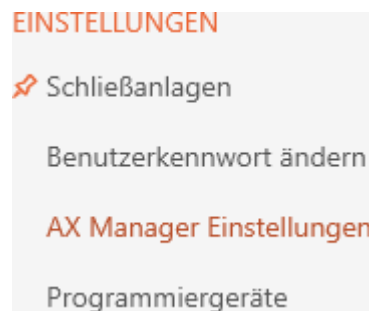 EINSTELLUNGEN
Schließanlagen
Benutzerkennwort ändern
AX Manager Einstellungen
Programmiergeräte